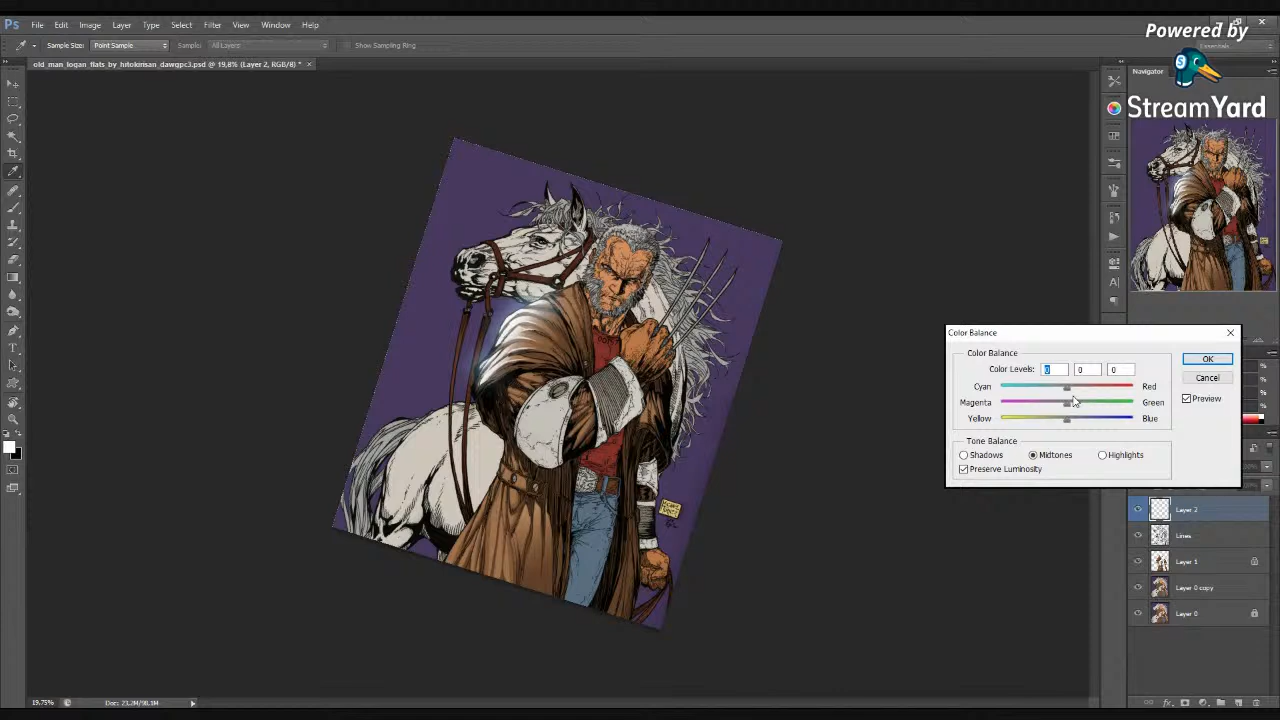 Ps File Edit Image Layer Type Select Filter View Window Help
Powered by
StreamYard
Sample Size: Point Sample Sample: All Layers Show Sampling Ring
Essentials
old_man_logan_flats_by_hitokirisan_dawgpc3.psd @ 19,8% (Layer 2, RGB/8) *
Navigator
Color Balance
Color Balance
Color Levels: 0 0 0
OK
Cyan Red
Cancel
Magenta Green
Preview
Yellow Blue
Tone Balance
Shadows Midtones Highlights
Preserve Luminosity
Layer 2
Lines
Layer 1
Layer 0 copy
Layer 0
19,75% Doc: 23,2M/98,1M